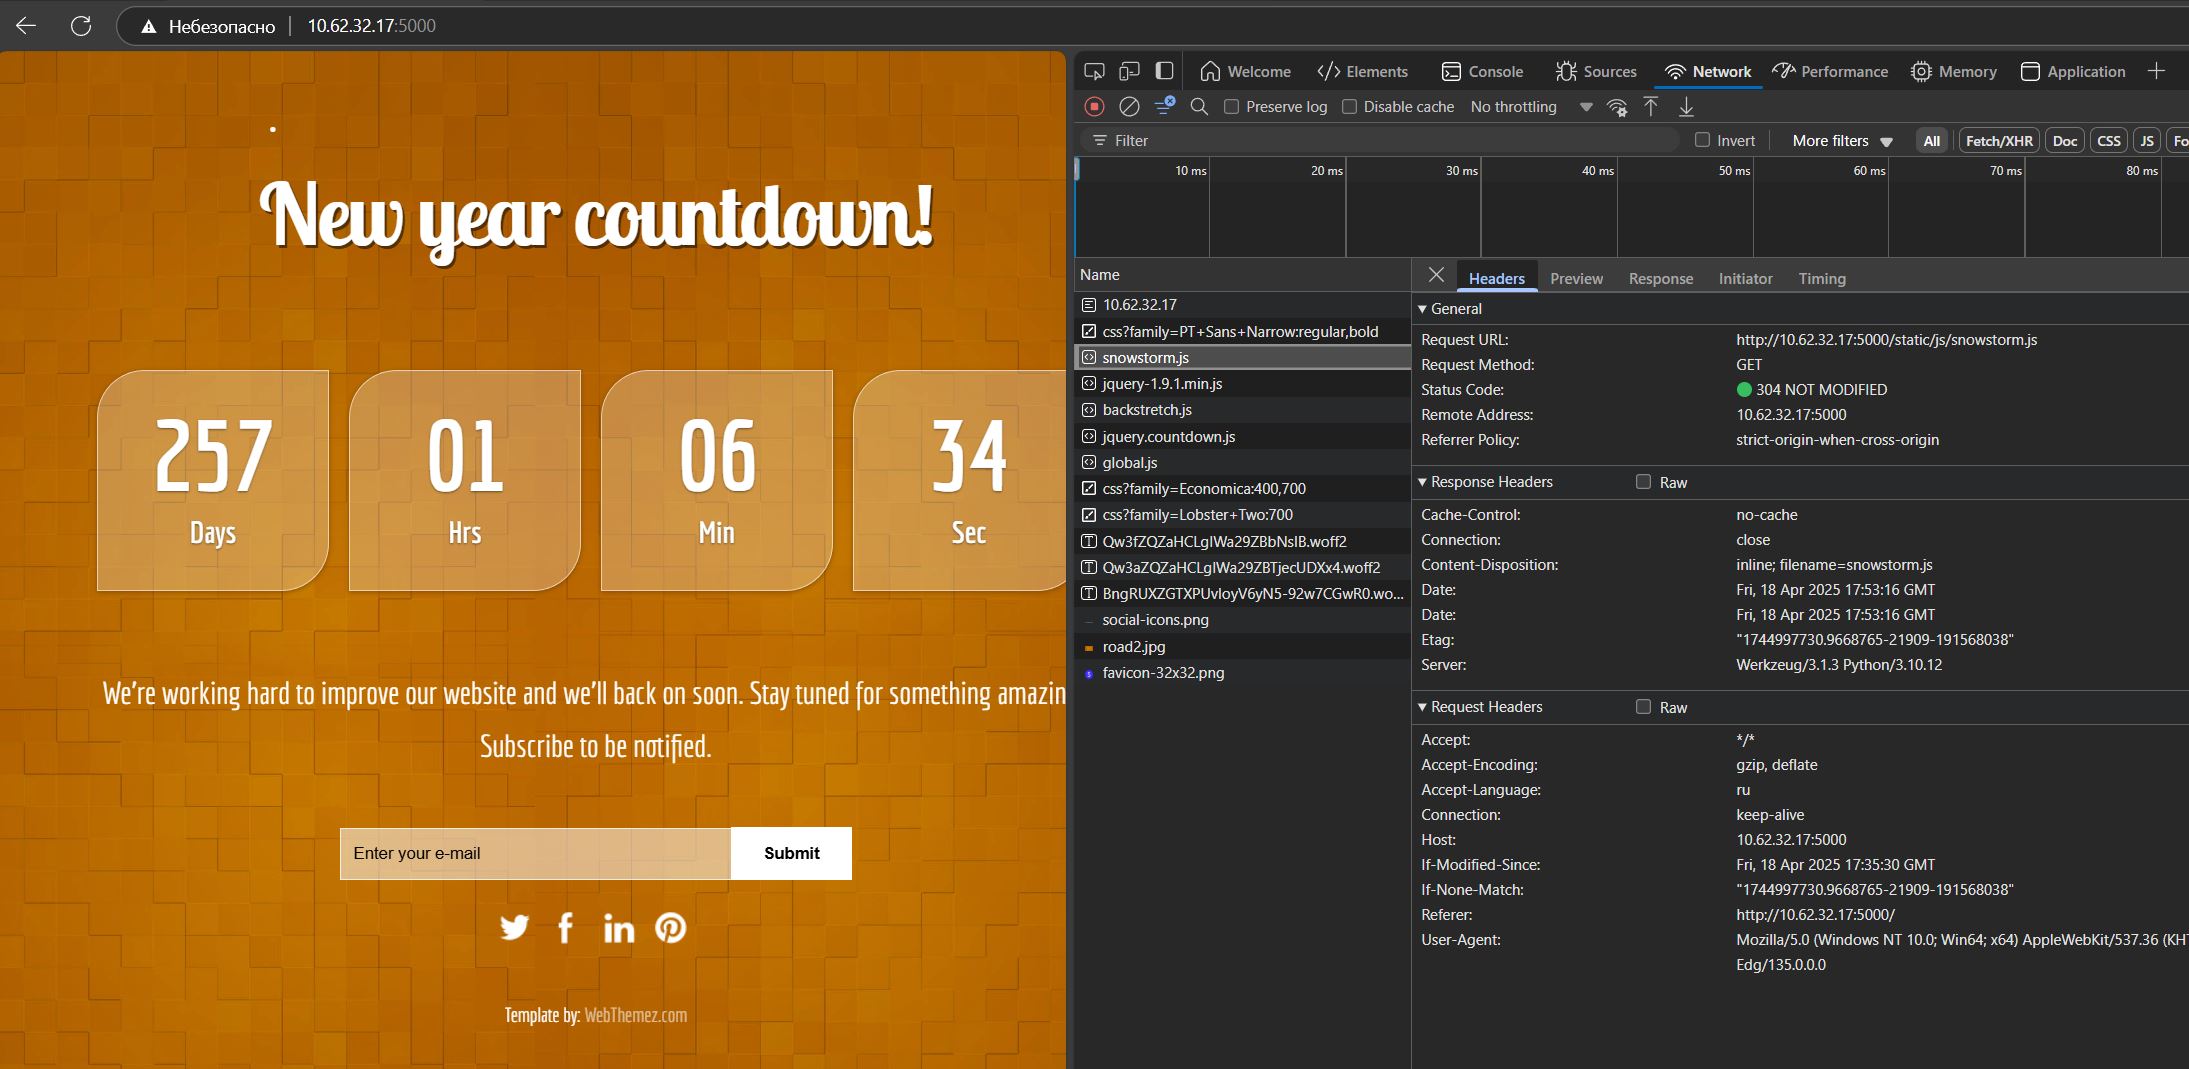 Небезопасно 10.62.32.17:5000
New year countdown!
257 01 06 34
Days Hrs Min Sec
We're working hard to improve our website and we'll back on soon. Stay tuned for something amazin
Subscribe to be notified.
Enter your e-mail Submit
Template by: WebThemez.com
Welcome Elements Console Sources Network Performance Memory Application
Preserve log Disable cache No throttling
Filter Invert More filters All Fetch/XHR Doc CSS JS Fo
10 ms 20 ms 30 ms 40 ms 50 ms 60 ms 70 ms 80 ms
Name
10.62.32.17
css?family=PT+Sans+Narrow:regular,bold
snowstorm.js
jquery-1.9.1.min.js
backstretch.js
jquery.countdown.js
global.js
css?family=Economica:400,700
css?family=Lobster+Two:700
Qw3fZQZaHCLgIWa29ZBbNsIB.woff2
Qw3aZQZaHCLgIWa29ZBTjecUDXx4.woff2
BngRUXZGTXPUvIoyV6yN5-92w7CGwR0.wo...
social-icons.png
road2.jpg
favicon-32x32.png
Headers Preview Response Initiator Timing
General
Request URL: http://10.62.32.17:5000/static/js/snowstorm.js
Request Method: GET
Status Code: 304 NOT MODIFIED
Remote Address: 10.62.32.17:5000
Referrer Policy: strict-origin-when-cross-origin
Response Headers Raw
Cache-Control: no-cache
Connection: close
Content-Disposition: inline; filename=snowstorm.js
Date: Fri, 18 Apr 2025 17:53:16 GMT
Date: Fri, 18 Apr 2025 17:53:16 GMT
Etag: "1744997730.9668765-21909-191568038"
Server: Werkzeug/3.1.3 Python/3.10.12
Request Headers Raw
Accept: */*
Accept-Encoding: gzip, deflate
Accept-Language: ru
Connection: keep-alive
Host: 10.62.32.17:5000
If-Modified-Since: Fri, 18 Apr 2025 17:35:30 GMT
If-None-Match: "1744997730.9668765-21909-191568038"
Referer: http://10.62.32.17:5000/
User-Agent: Mozilla/5.0 (Windows NT 10.0; Win64; x64) AppleWebKit/537.36 (KHT
Edg/135.0.0.0